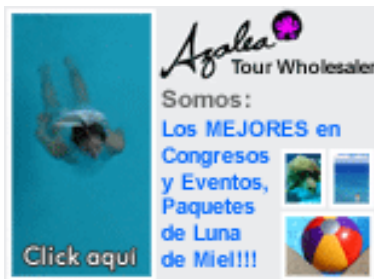 Azalea
Tour Wholesaler
Somos:
Los MEJORES en
Congresos
y Eventos,
Paquetes
de Luna
de Miel!!!
Click aquí